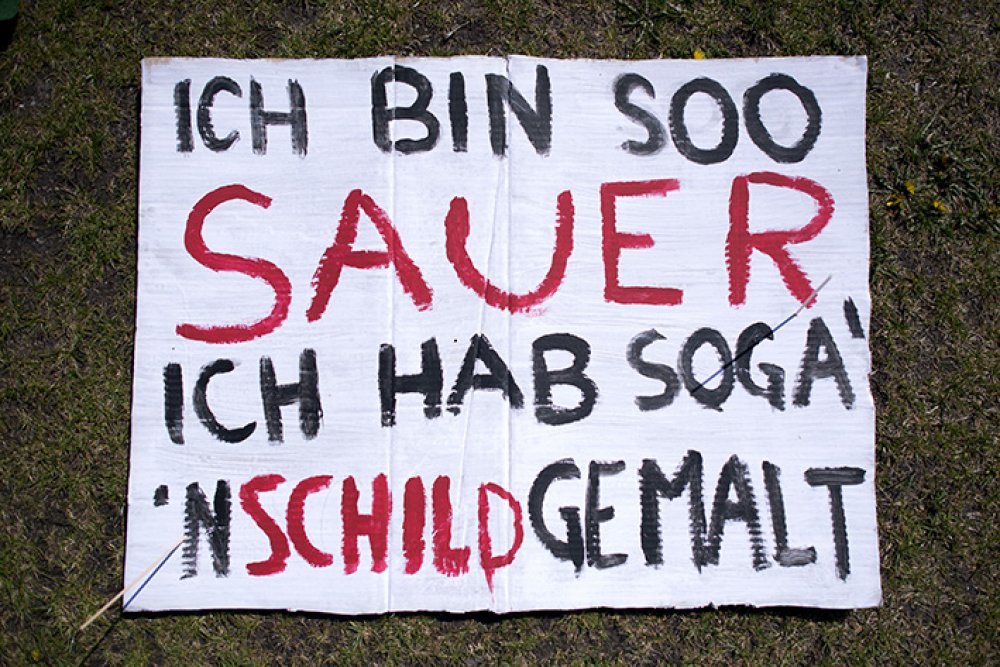 ICH BIN SOO
SAUER
ICH HAB SOGA'
'N SCHILD GEMALT